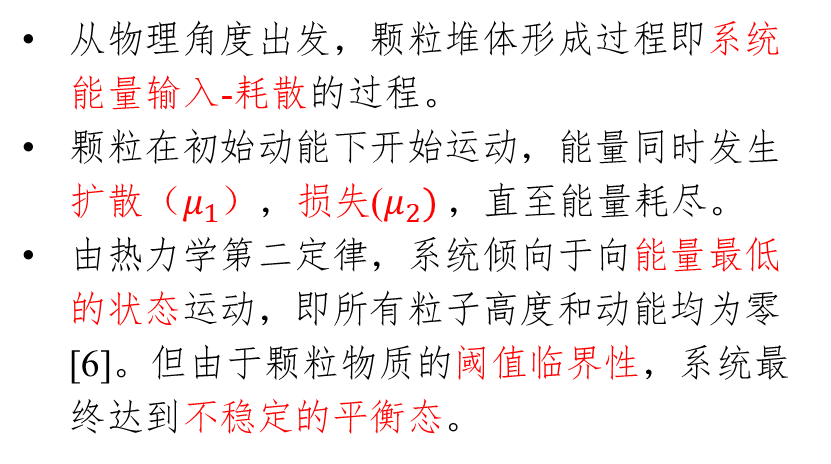 • 从物理角度出发，颗粒堆体形成过程即系统
能量输入-耗散的过程。
• 颗粒在初始动能下开始运动，能量同时发生
扩散（𝝁₁），损失(𝝁₂) ，直至能量耗尽。
• 由热力学第二定律，系统倾向于向能量最低
的状态运动，即所有粒子高度和动能均为零
[6]。但由于颗粒物质的阈值临界性，系统最
终达到不稳定的平衡态。